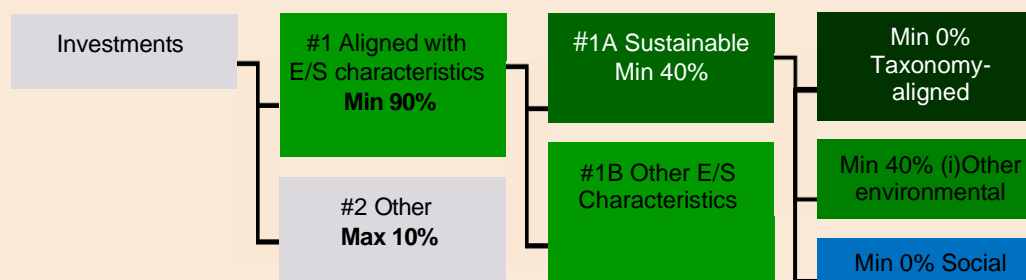 Investments
#1 Aligned with
E/S characteristics
Min 90%
#2 Other
Max 10%
#1A Sustainable
Min 40%
#1B Other E/S
Characteristics
Min 0%
Taxonomy-
aligned
Min 40% (i)Other
environmental
Min 0% Social